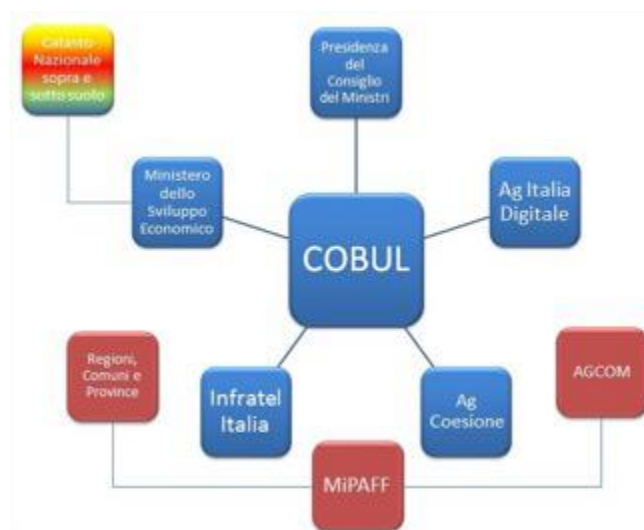 Catasto
Nazionale
sopra e
sotto suolo
Presidenza
del
Consiglio
dei Ministri
Ministero
dello
Sviluppo
Economico
Ag Italia
Digitale
COBUL
Regioni,
Comuni e
Province
Infratel
Italia
Ag
Coesione
AGCOM
MiPAFF